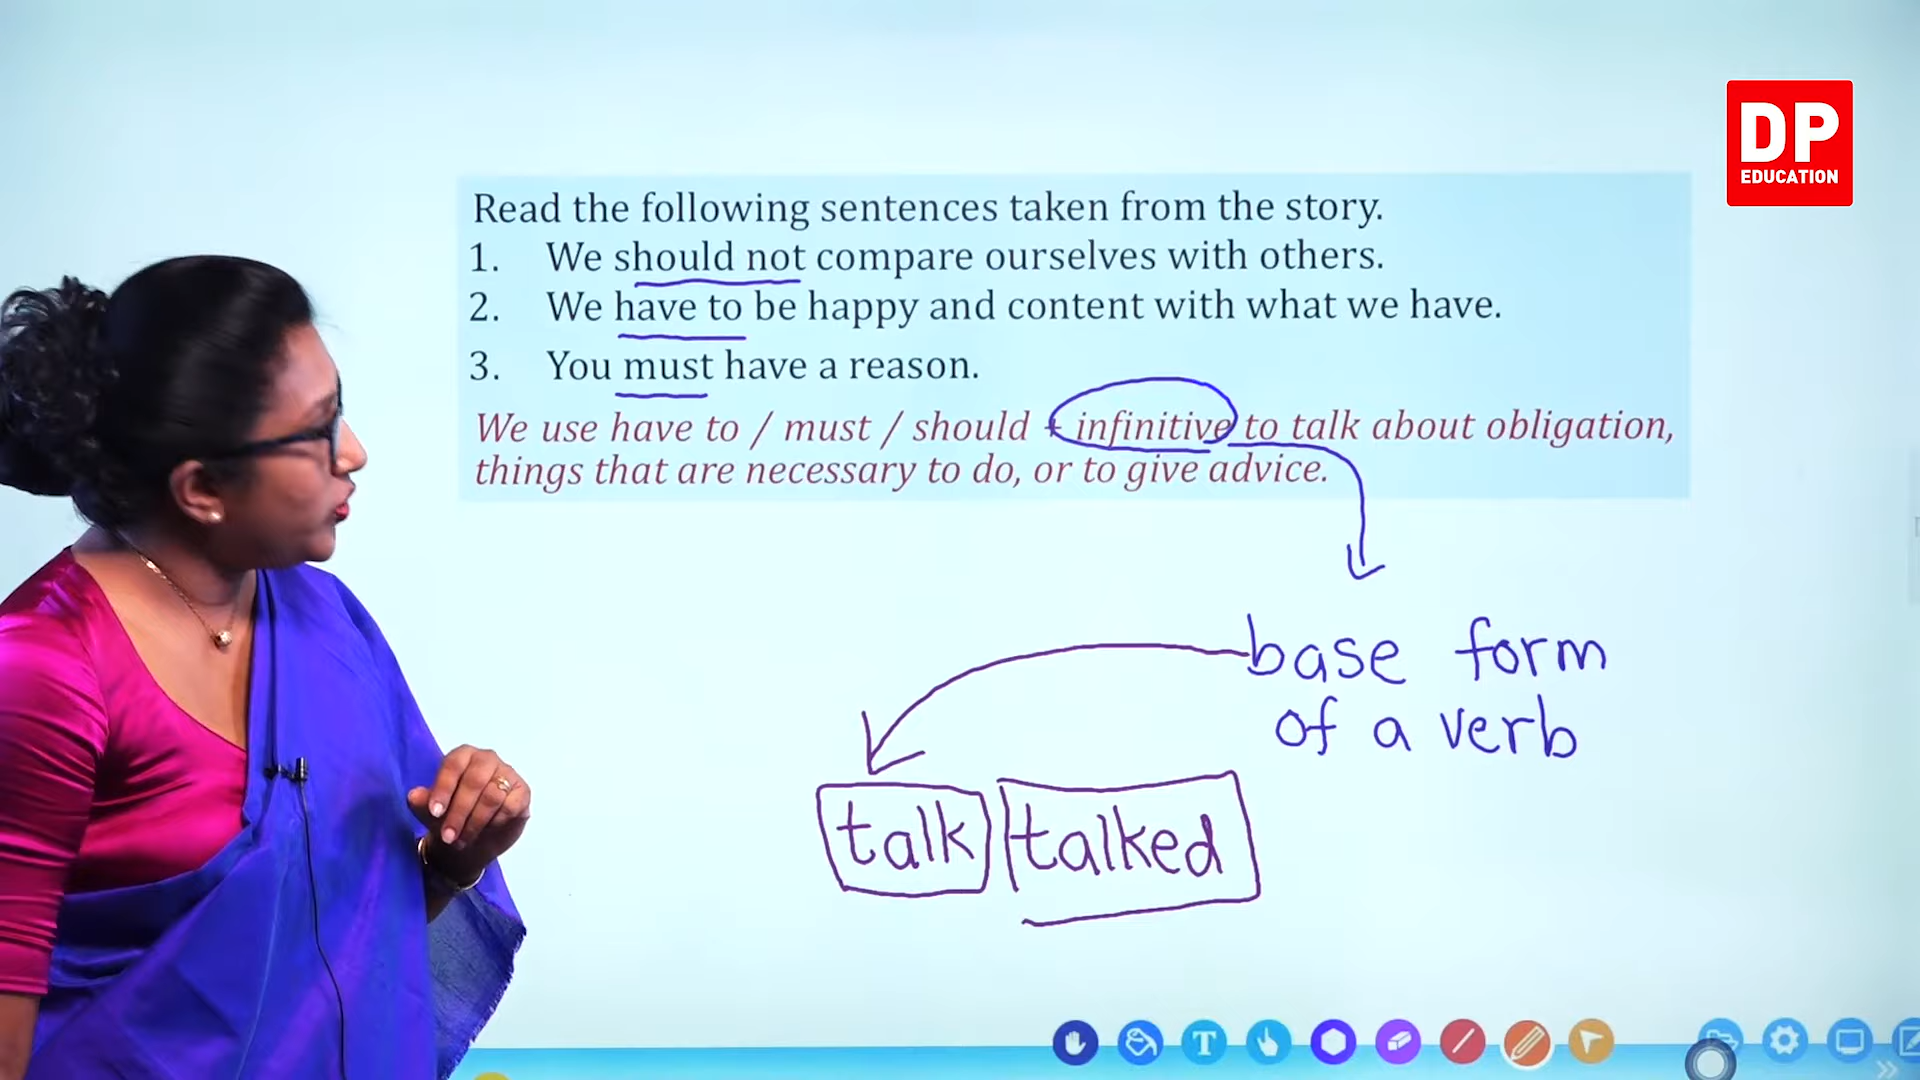 DP
EDUCATION
Read the following sentences taken from the story.
1. We should not compare ourselves with others.
2. We have to be happy and content with what we have.
3. You must have a reason.
We use have to / must / should + infinitive to talk about obligation,
things that are necessary to do, or to give advice.
base form
of a verb
talk talked
T